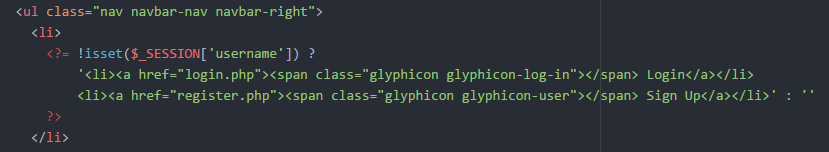 <ul class="nav navbar-nav navbar-right">
<li>
<?= !isset($_SESSION['username']) ?
'<li><a href="login.php"><span class="glyphicon glyphicon-log-in"></span> Login</a></li>
<li><a href="register.php"><span class="glyphicon glyphicon-user"></span> Sign Up</a></li>' : ''
?>
</li>